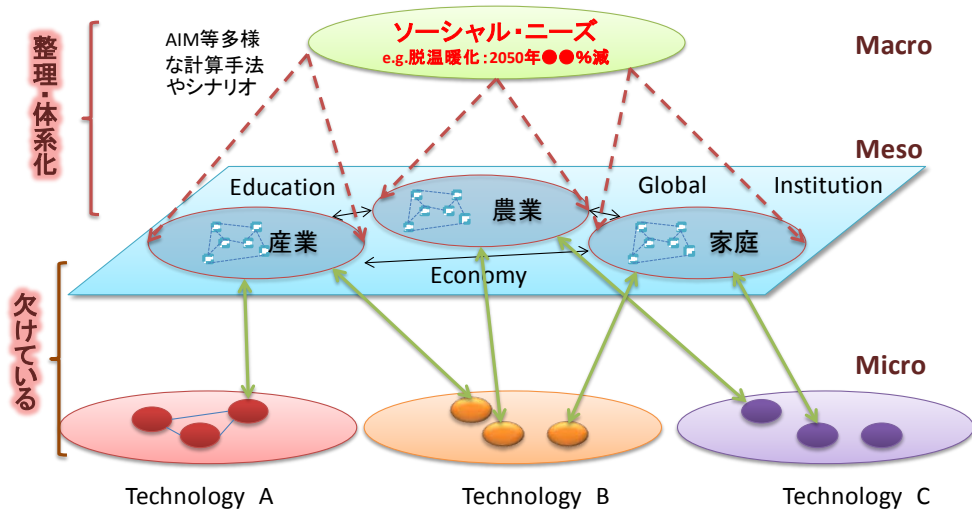 整理・体系化
AIM等多様
な計算手法
やシナリオ
ソーシャル・ニーズ
e.g.脱温暖化:2050年●●%減
Macro
Meso
Education
Global
Institution
産業
農業
家庭
Economy
欠けている
Micro
Technology A
Technology B
Technology C